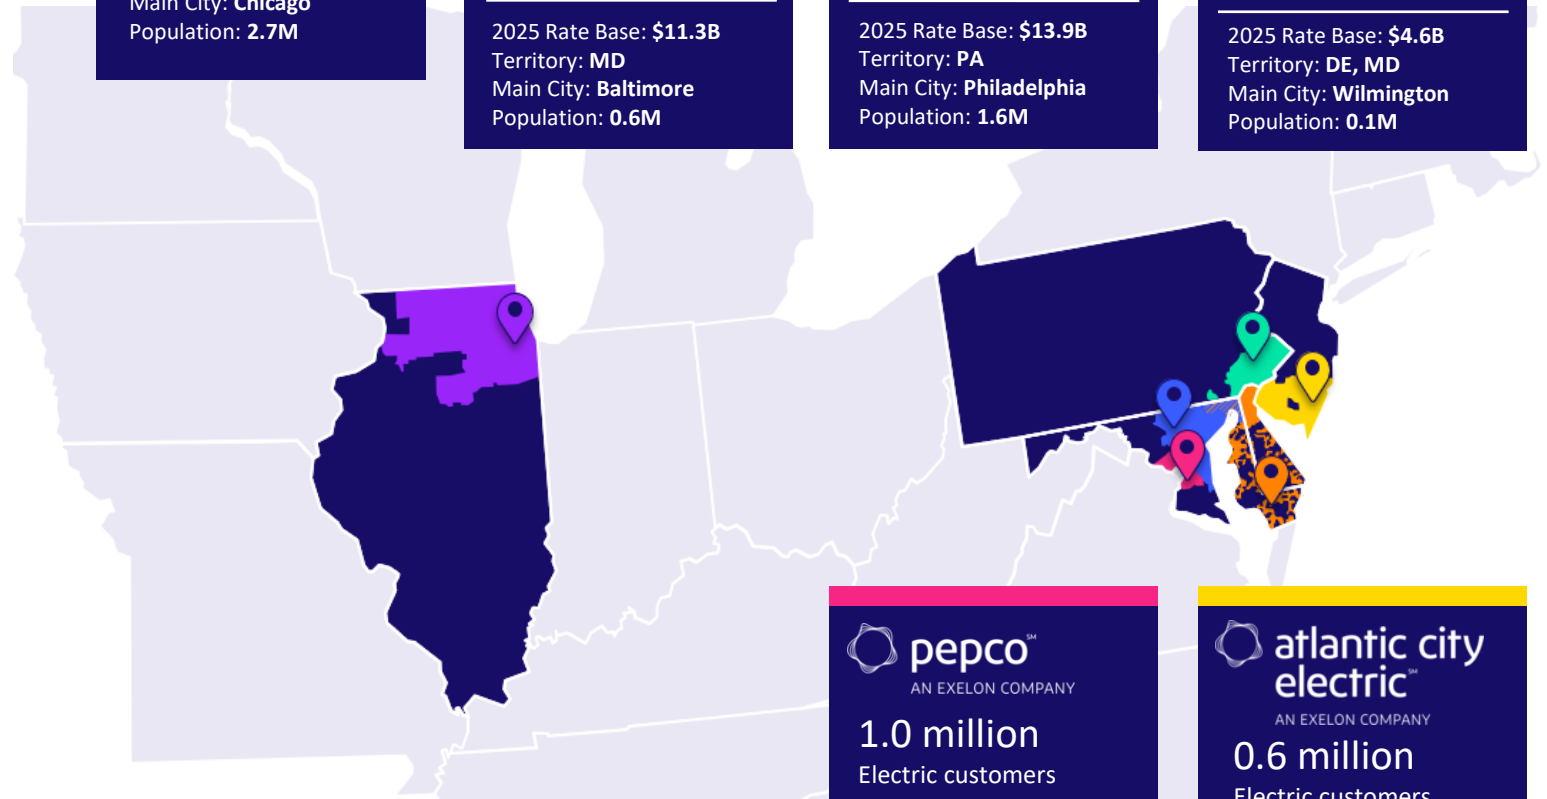 Main City: Chicago
Population: 2.7M
2025 Rate Base: $11.3B
Territory: MD
Main City: Baltimore
Population: 0.6M
2025 Rate Base: $13.9B
Territory: PA
Main City: Philadelphia
Population: 1.6M
2025 Rate Base: $4.6B
Territory: DE, MD
Main City: Wilmington
Population: 0.1M
pepco℠
AN EXELON COMPANY
1.0 million
Electric customers
atlantic city
electric℠
AN EXELON COMPANY
0.6 million
Electric customers